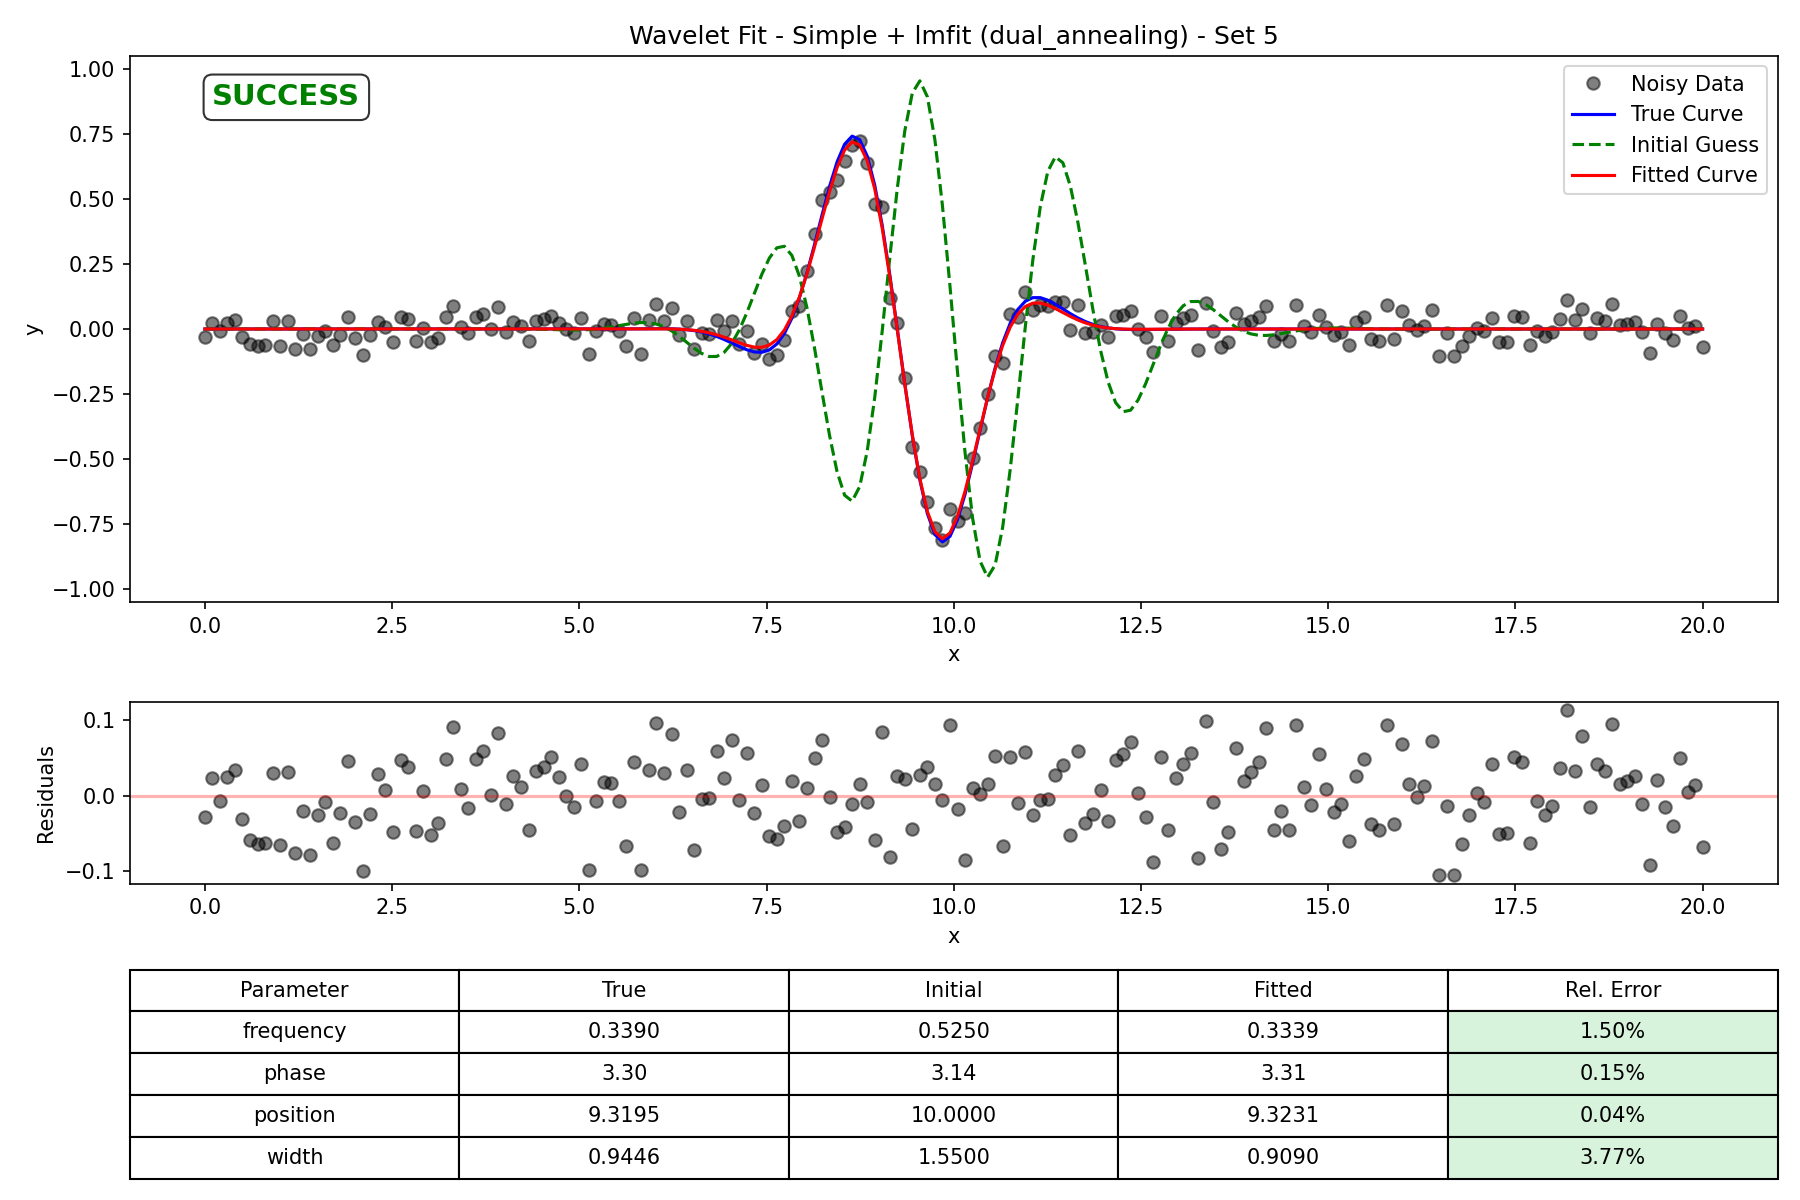 Wavelet Fit - Simple + lmfit (dual_annealing) - Set 5
SUCCESS
Noisy Data
True Curve
Initial Guess
Fitted Curve
y
1.00
0.75
0.50
0.25
0.00
−0.25
−0.50
−0.75
−1.00
0.0 2.5 5.0 7.5 10.0 12.5 15.0 17.5 20.0
x
Residuals
0.1
0.0
−0.1
0.0 2.5 5.0 7.5 10.0 12.5 15.0 17.5 20.0
x
Parameter True Initial Fitted Rel. Error
frequency 0.3390 0.5250 0.3339 1.50%
phase 3.30 3.14 3.31 0.15%
position 9.3195 10.0000 9.3231 0.04%
width 0.9446 1.5500 0.9090 3.77%